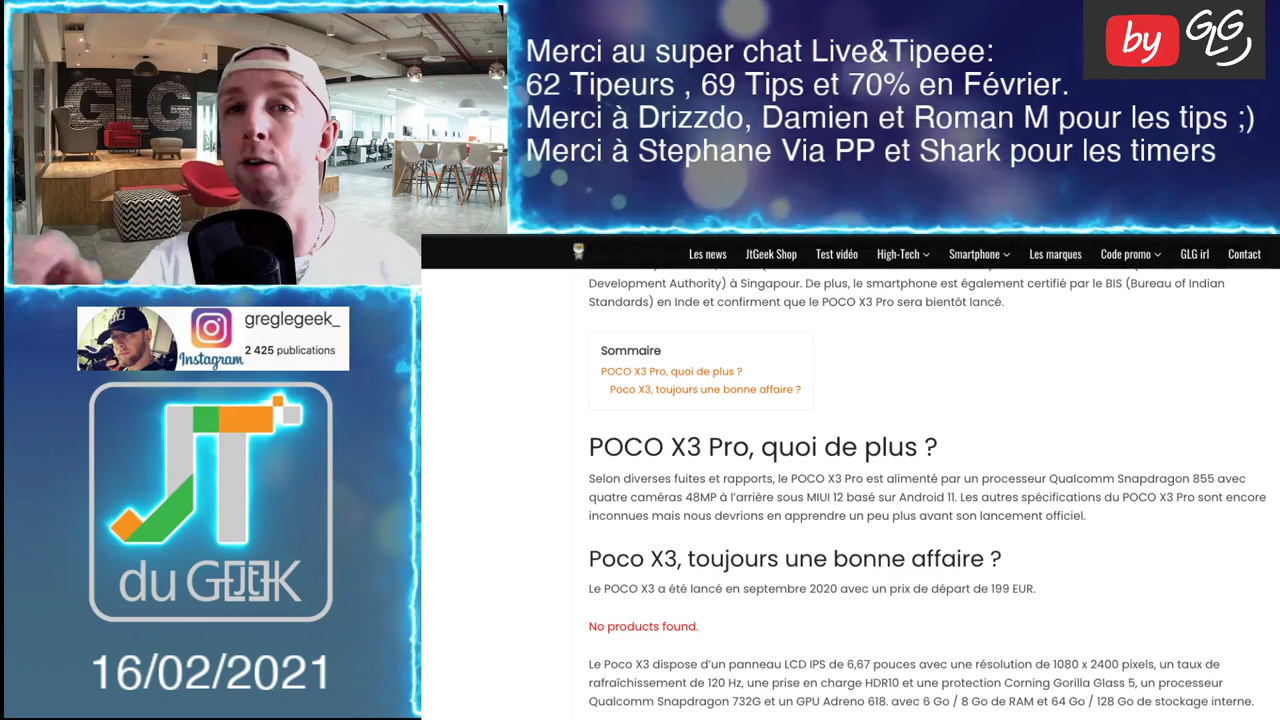 GLG
Merci au super chat Live&Tipeee:
62 Tipeurs , 69 Tips et 70% en Février.
Merci à Drizzdo, Damien et Roman M pour les tips ;)
Merci à Stephane Via PP et Shark pour les timers
by GLG
Les news JtGeek Shop Test vidéo High-Tech Smartphone Les marques Code promo GLG irl Contact
Development Authority) à Singapour. De plus, le smartphone est également certifié par le BIS (Bureau of Indian
Standards) en Inde et confirment que le POCO X3 Pro sera bientôt lancé.
Sommaire
POCO X3 Pro, quoi de plus ?
Poco X3, toujours une bonne affaire ?
POCO X3 Pro, quoi de plus ?
Selon diverses fuites et rapports, le POCO X3 Pro est alimenté par un processeur Qualcomm Snapdragon 855 avec
quatre caméras 48MP à l’arrière sous MIUI 12 basé sur Android 11. Les autres spécifications du POCO X3 Pro sont encore
inconnues mais nous devrions en apprendre un peu plus avant son lancement officiel.
Poco X3, toujours une bonne affaire ?
Le POCO X3 a été lancé en septembre 2020 avec un prix de départ de 199 EUR.
No products found.
Le Poco X3 dispose d’un panneau LCD IPS de 6,67 pouces avec une résolution de 1080 x 2400 pixels, un taux de
rafraîchissement de 120 Hz, une prise en charge HDR10 et une protection Corning Gorilla Glass 5, un processeur
Qualcomm Snapdragon 732G et un GPU Adreno 618. avec 6 Go / 8 Go de RAM et 64 Go / 128 Go de stockage interne.
Instagram
greglegeek_
2 425 publications
JT
du GEEK
16/02/2021